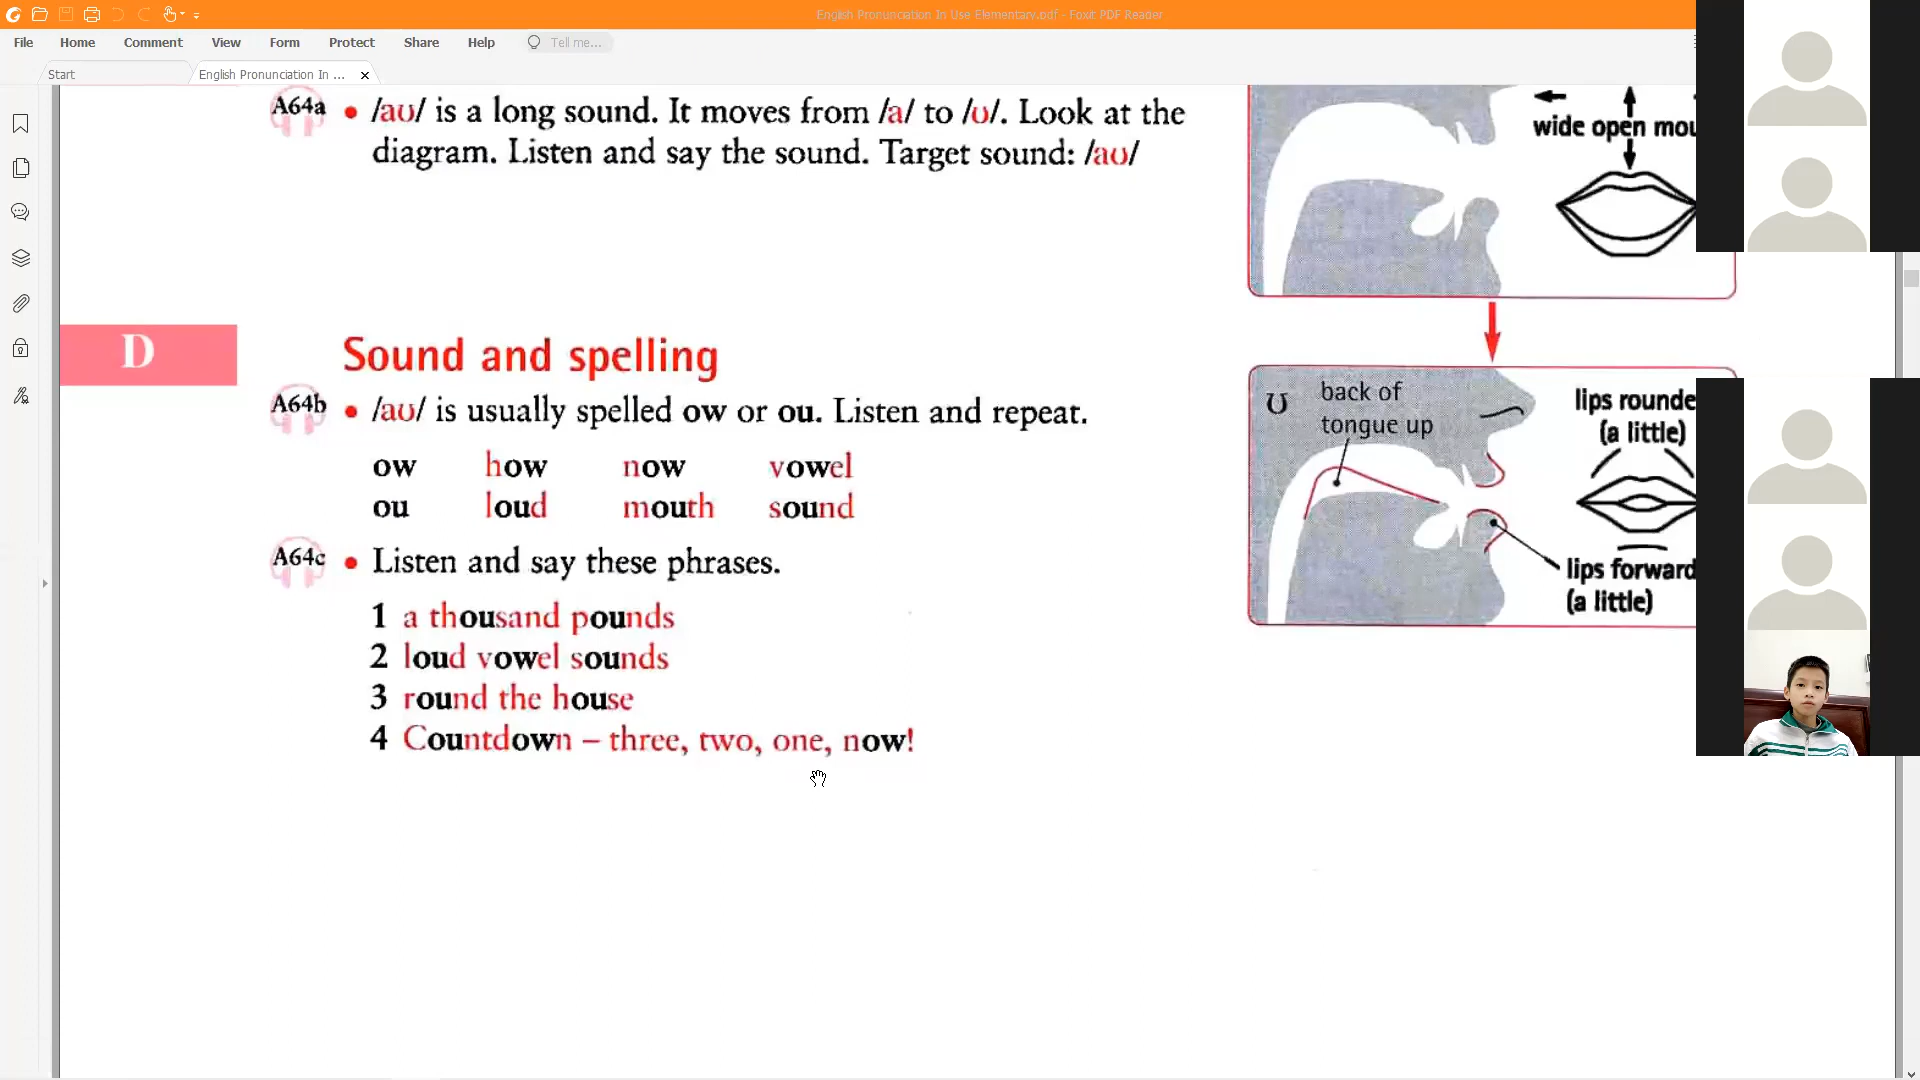 English Pronunciation In Use Elementary.pdf - Foxit PDF Reader
File Home Comment View Form Protect Share Help Tell me...
Start English Pronunciation In ...
A64a • /aʊ/ is a long sound. It moves from /a/ to /ʊ/. Look at the
diagram. Listen and say the sound. Target sound: /aʊ/
wide open mou
D Sound and spelling
A64b • /aʊ/ is usually spelled ow or ou. Listen and repeat.
ow how now vowel
ou loud mouth sound
A64c • Listen and say these phrases.
1 a thousand pounds
2 loud vowel sounds
3 round the house
4 Countdown – three, two, one, now!
ʊ
back of
tongue up
lips rounde
(a little)
lips forward
(a little)